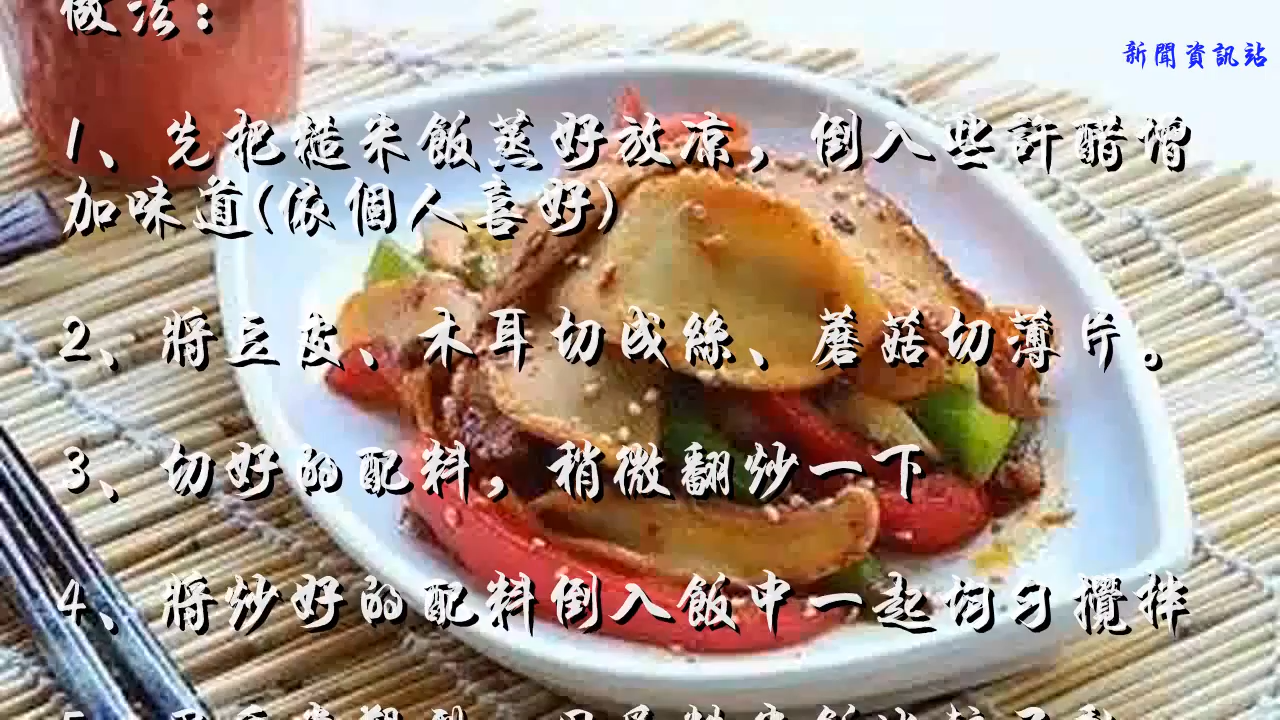 做法：
新聞資訊站
1、先把糙米飯蒸好放凉，倒入些許醋增
加味道(依個人喜好)
2、將豆皮、木耳切成絲、蘑菇切薄片。
3、切好的配料，稍微翻炒一下
4、將炒好的配料倒入飯中一起均勻攪拌